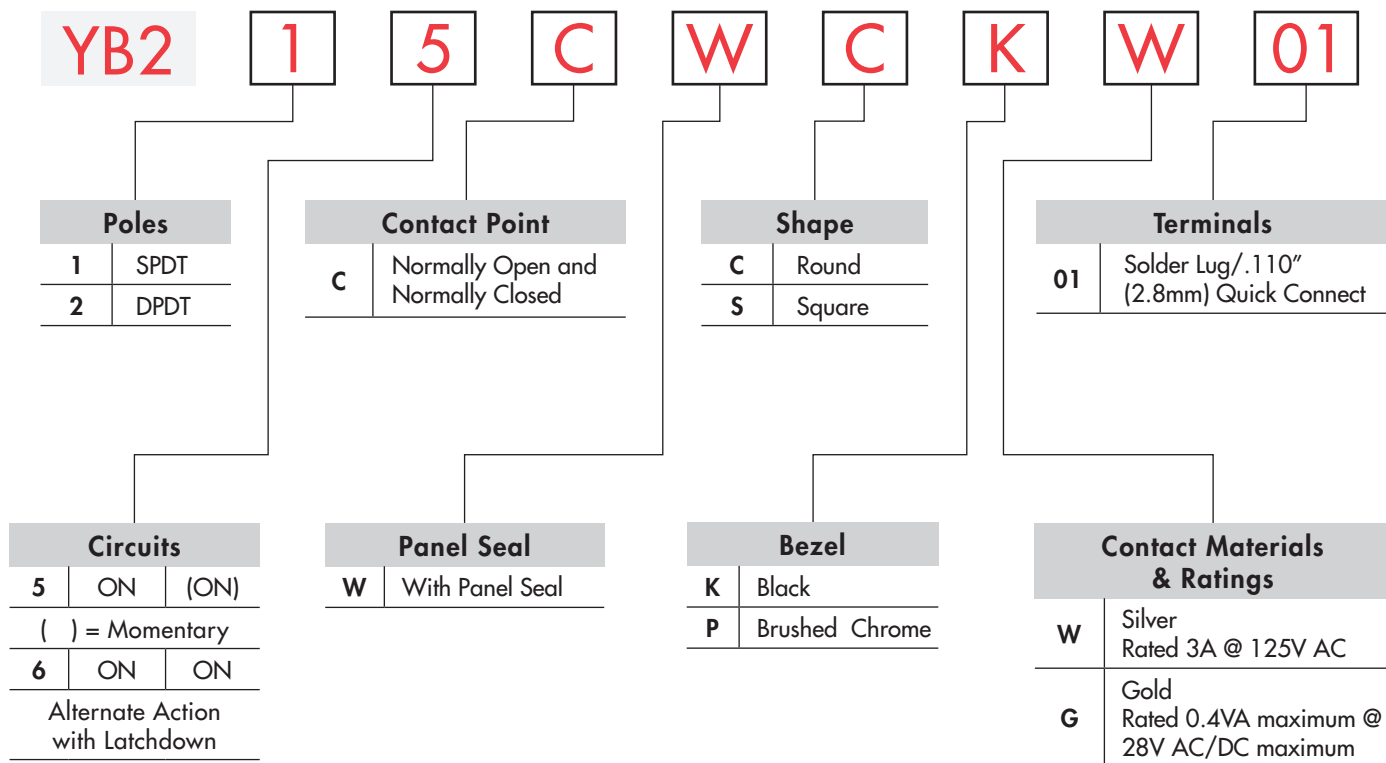 YB2 1 5 C W C K W 01
Poles
1 SPDT
2 DPDT
Contact Point
C Normally Open and
Normally Closed
Shape
C Round
S Square
Terminals
01 Solder Lug/.110”
(2.8mm) Quick Connect
Circuits
5 ON (ON)
( ) = Momentary
6 ON ON
Alternate Action
with Latchdown
Panel Seal
W With Panel Seal
Bezel
K Black
P Brushed Chrome
Contact Materials
& Ratings
W Silver
Rated 3A @ 125V AC
G Gold
Rated 0.4VA maximum @
28V AC/DC maximum